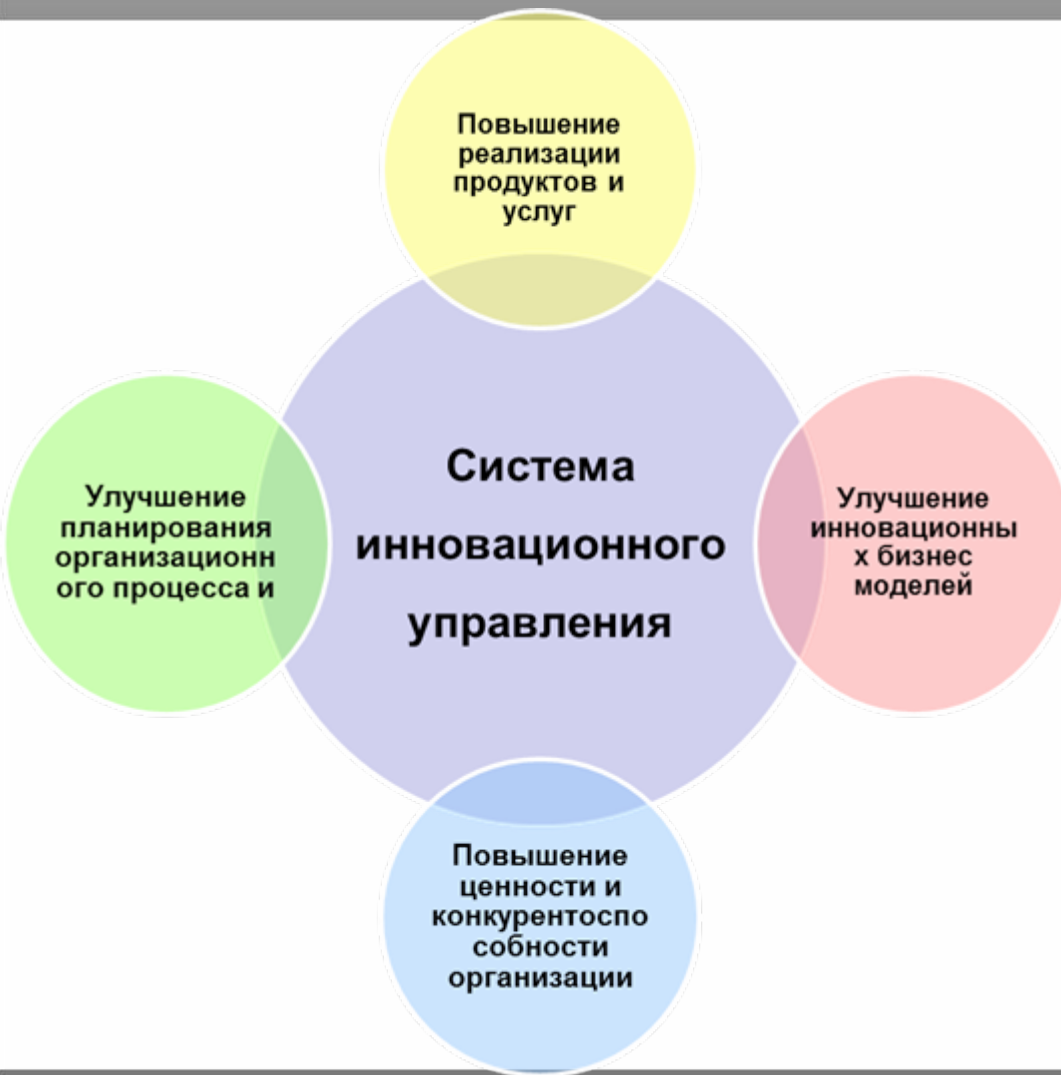 Повышение
реализации
продуктов и
услуг
Улучшение
планирования
организационн
ого процесса и
Система
инновационного
управления
Улучшение
инновационны
х бизнес
моделей
Повышение
ценности и
конкурентоспо
собности
организации